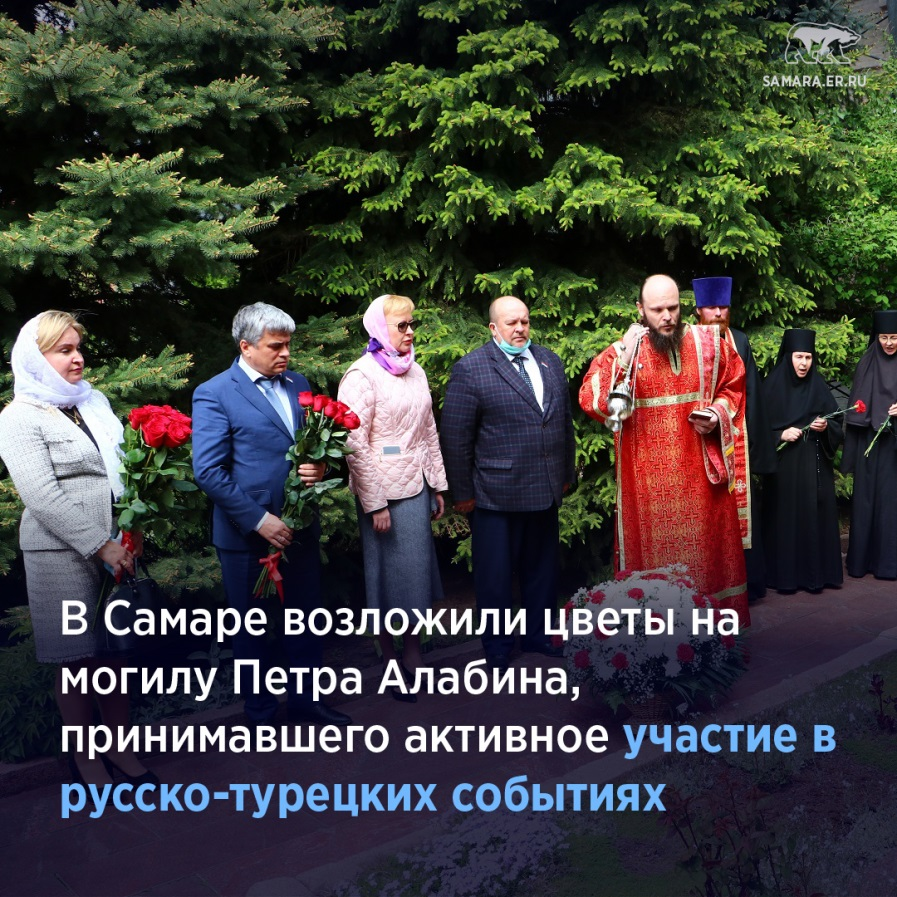 SAMARA.ER.RU
В Самаре возложили цветы на
могилу Петра Алабина,
принимавшего активное участие в
русско-турецких событиях